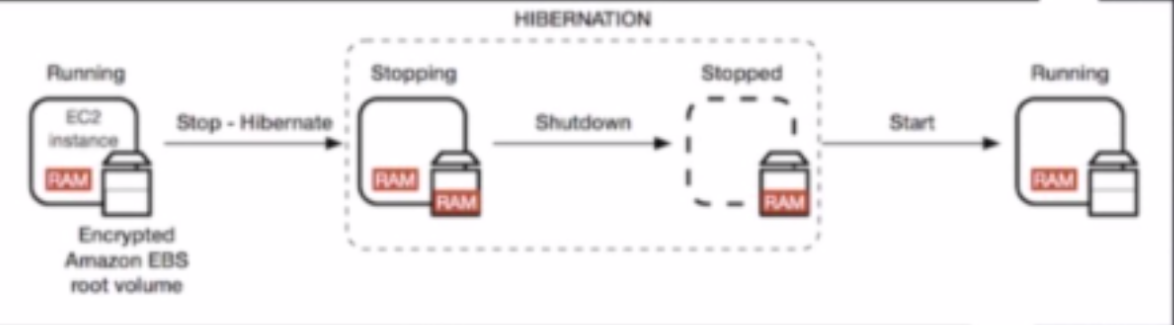 HIBERNATION
Running
Stopping
Stopped
Running
EC2
instance
Stop - Hibernate
Shutdown
Start
RAM
RAM
RAM
RAM
RAM
Encrypted
Amazon EBS
root volume